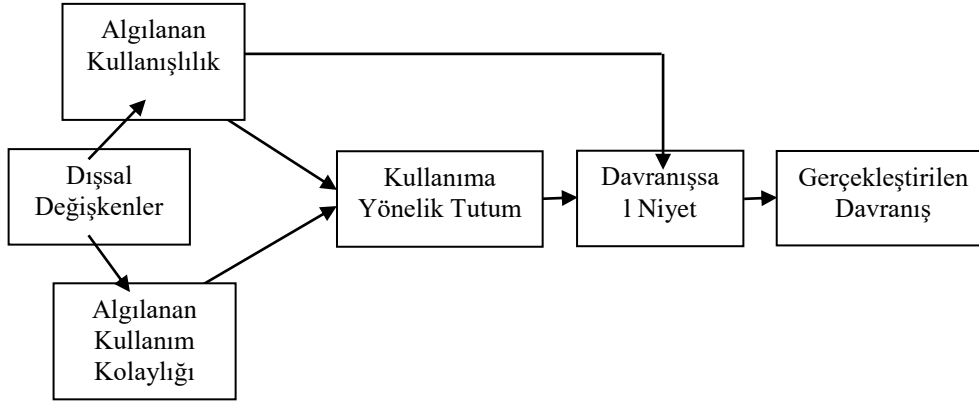 Algılanan
Kullanışlılık
Dışsal
Değişkenler
Algılanan
Kullanım
Kolaylığı
Kullanıma
Yönelik Tutum
Davranışsa
l Niyet
Gerçekleştirilen
Davranış